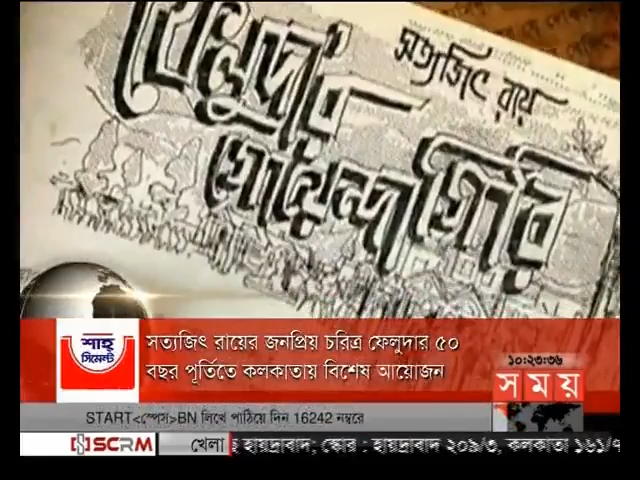 ফেলুদার
সত্যজিৎ রায়
গোয়েন্দাগিরি
শাহ্
সিমেন্ট
সত্যজিৎ রায়ের জনপ্রিয় চরিত্র ফেলুদার ৫০
বছর পূর্তিতে কলকাতায় বিশেষ আয়োজন
১০:২৩:৩৬
সময়
START<স্পেস>BN লিখে পাঠিয়ে দিন 16242 নম্বরে
SCRM খেলা হায়দ্রাবাদ; স্কোর : হায়দ্রাবাদ ২০৯/৩, কলকাতা ১৬১/৭